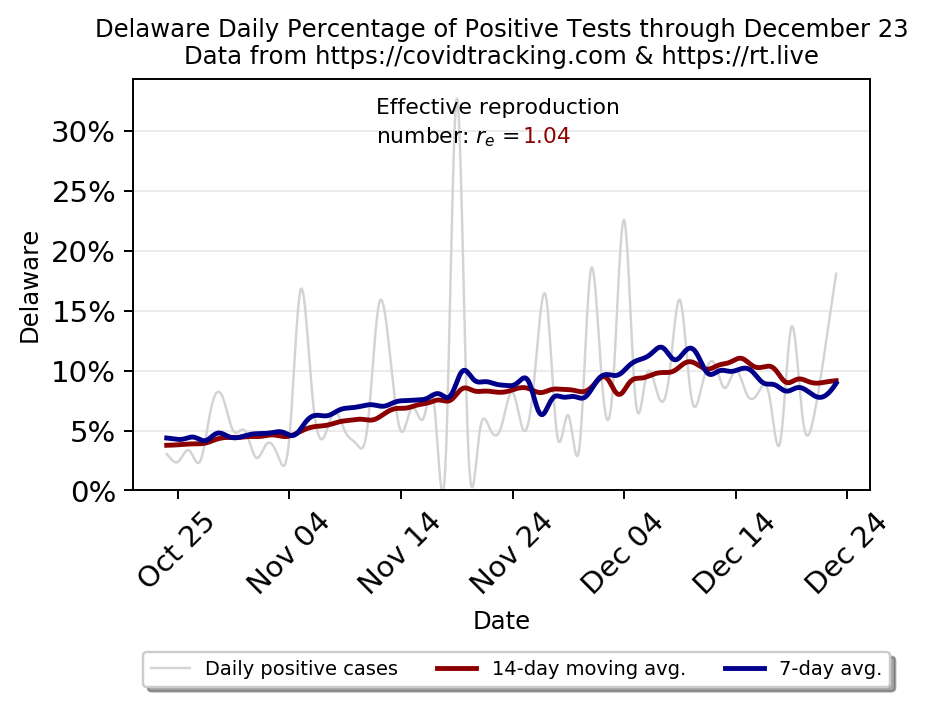 Delaware Daily Percentage of Positive Tests through December 23
Data from https://covidtracking.com & https://rt.live
Effective reproduction
number: rₑ = 1.04
30%
25%
20%
15%
10%
5%
0%
Delaware
Oct 25
Nov 04
Nov 14
Nov 24
Dec 04
Dec 14
Dec 24
Date
Daily positive cases
14-day moving avg.
7-day avg.